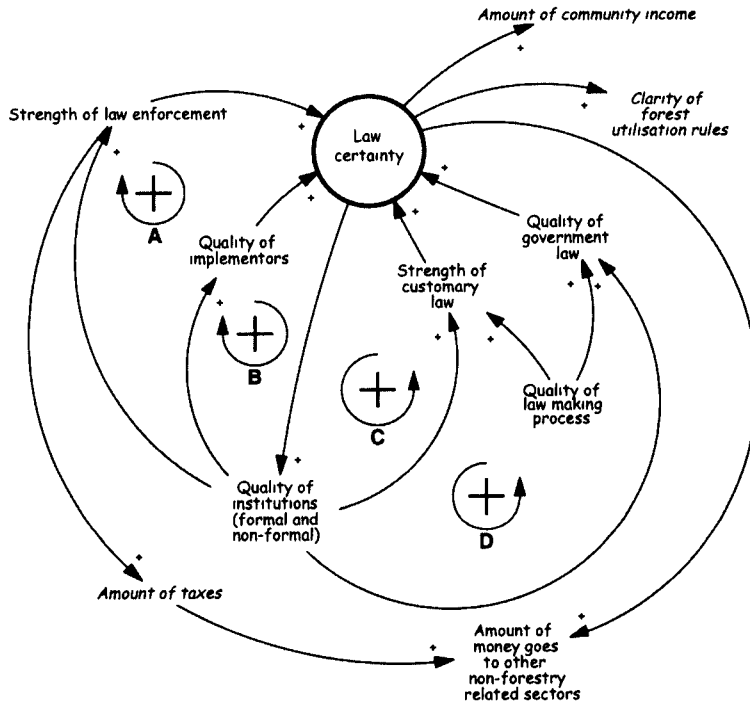 Amount of community income
+
Strength of law enforcement
+
Clarity of
forest
utilisation rules
+
Law
certainty
+
+
+
A
+
+
Quality of
implementors
Quality of
government
law
Strength of
customary
law
+
+
+
+
B
+
+
+
C
Quality of
law making
process
+
Quality of
institutions
(formal and
non-formal)
+
D
+
Amount of taxes
+
+
Amount of
money goes
to other
non-forestry
related sectors